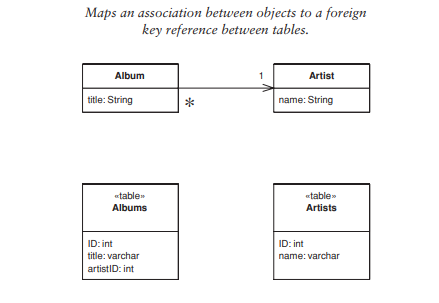 Maps an association between objects to a foreign
key reference between tables.
Album
1
Artist
title: String
*
name: String
«table»
Albums
«table»
Artists
ID: int
title: varchar
artistID: int
ID: int
name: varchar